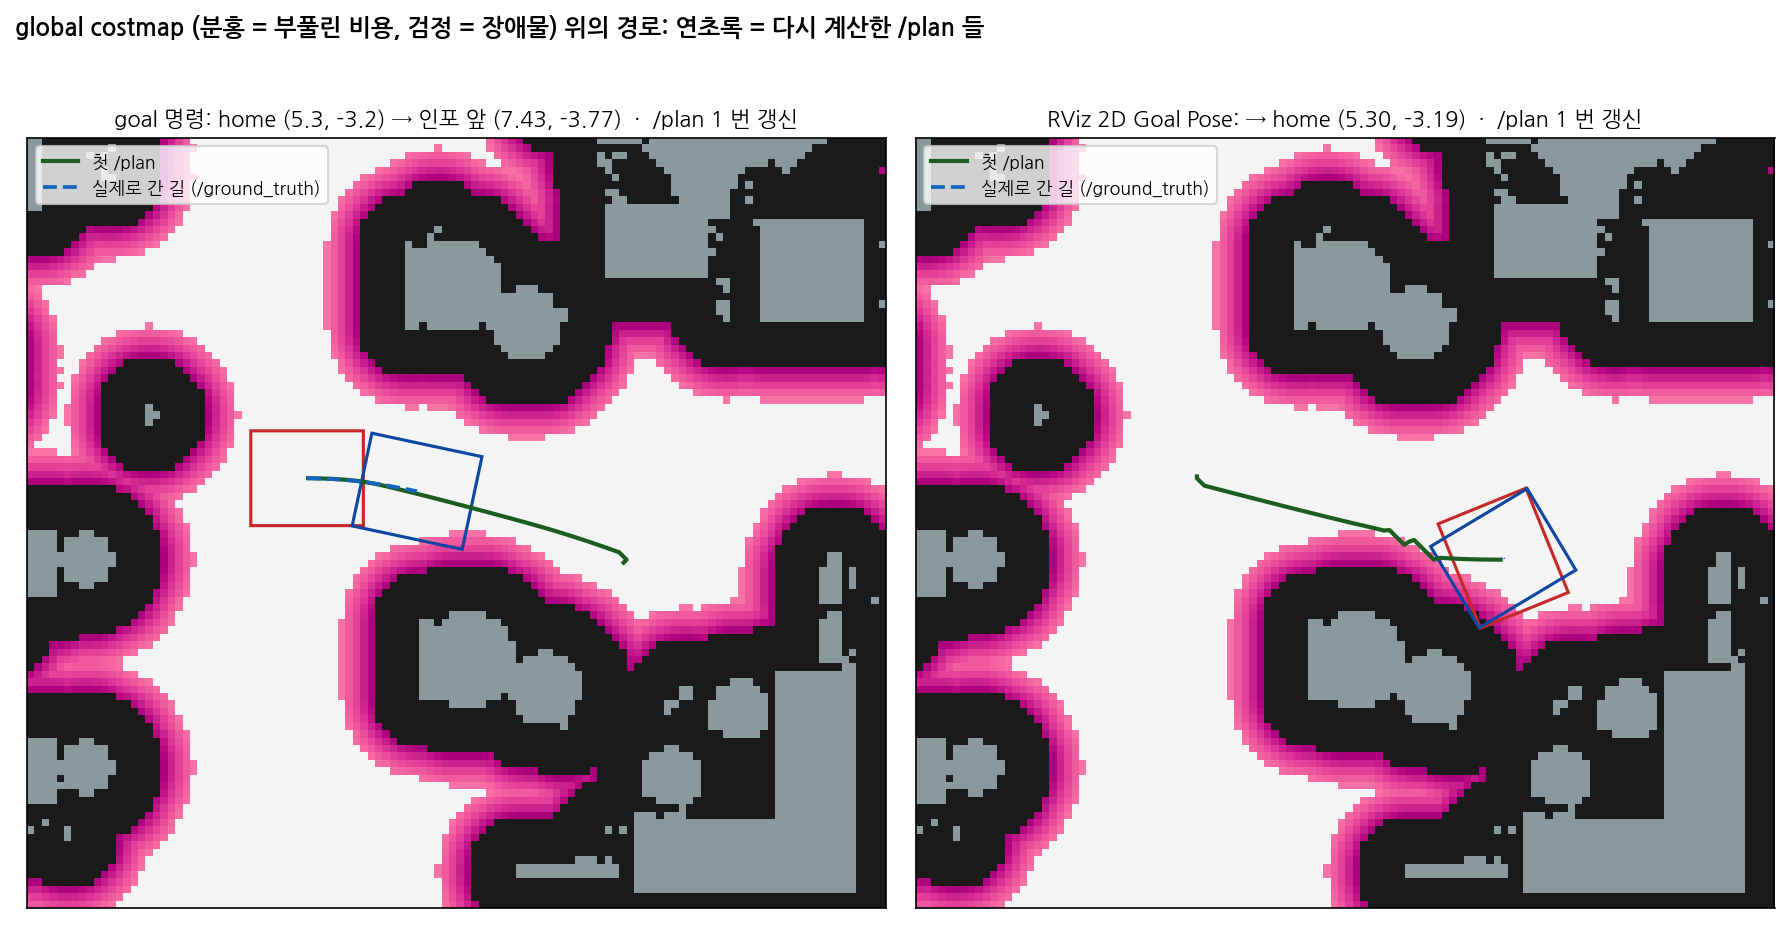 global costmap (분홍 = 부풀린 비용, 검정 = 장애물) 위의 경로: 연초록 = 다시 계산한 /plan 들
goal 명령: home (5.3, -3.2) → 인포 앞 (7.43, -3.77) · /plan 1 번 갱신
첫 /plan
실제로 간 길 (/ground_truth)
RViz 2D Goal Pose: → home (5.30, -3.19) · /plan 1 번 갱신
첫 /plan
실제로 간 길 (/ground_truth)